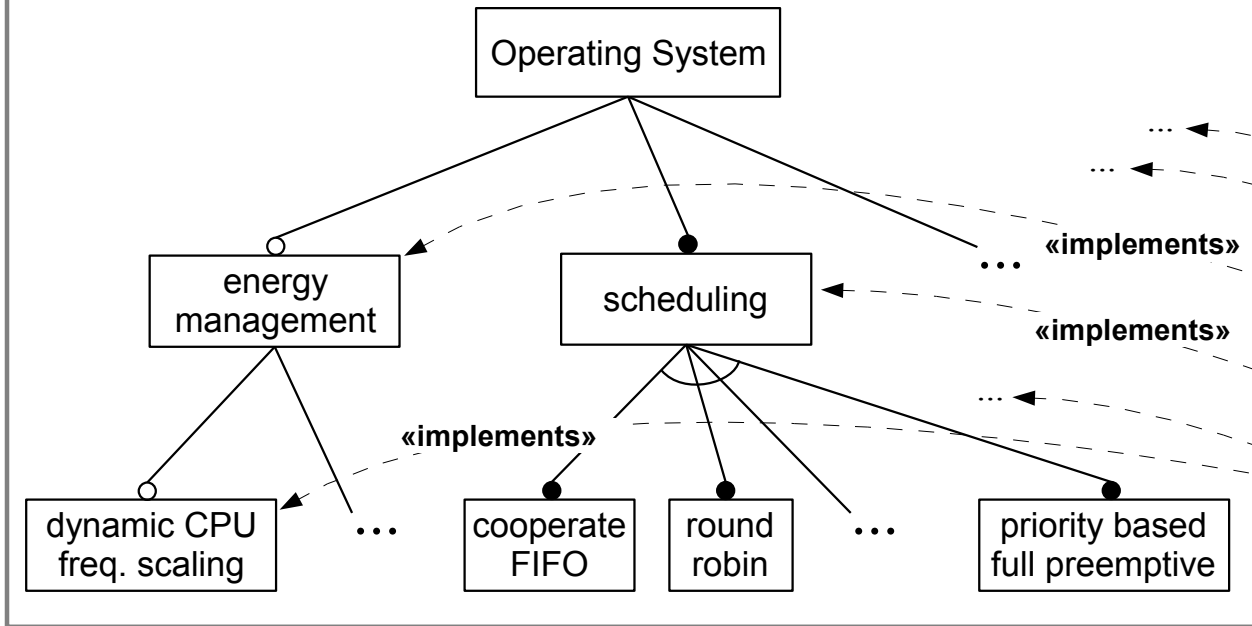 Operating System
...
...
«implements»
energy
management
scheduling
...
«implements»
...
«implements»
dynamic CPU
freq. scaling
...
cooperate
FIFO
round
robin
...
priority based
full preemptive